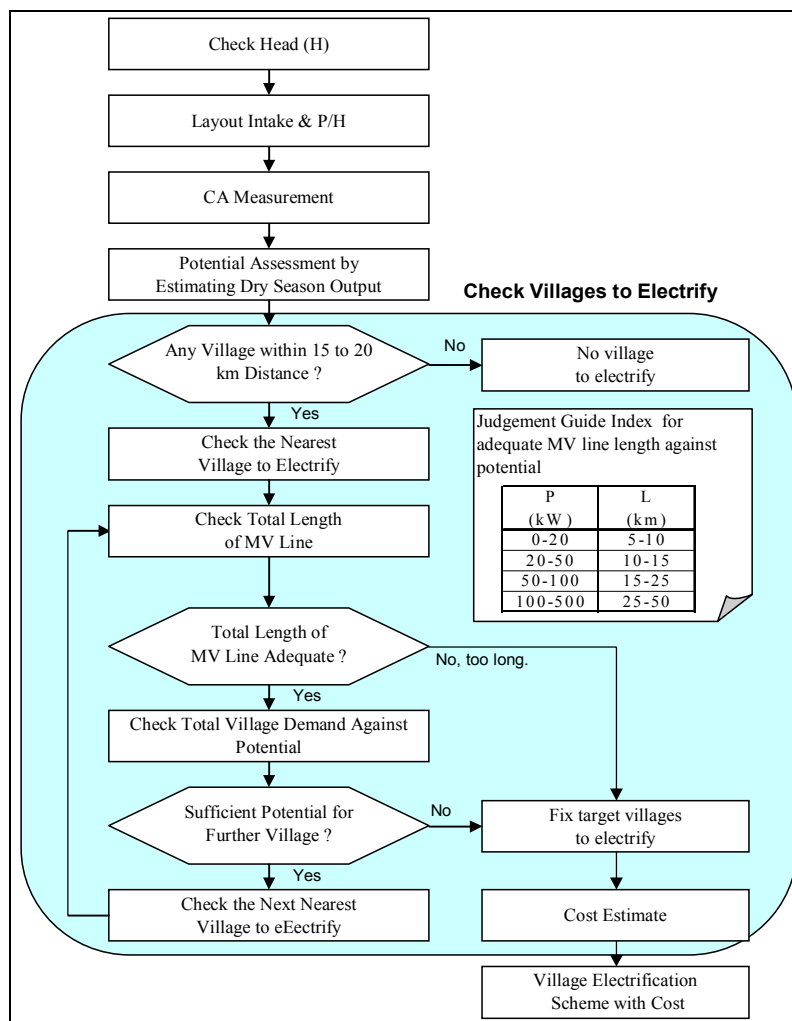 Check Head (H)
Layout Intake & P/H
CA Measurement
Potential Assessment by
Estimating Dry Season Output
Check Villages to Electrify
Any Village within 15 to 20
km Distance ?
No
No village
to electrify
Yes
Check the Nearest
Village to Electrify
Judgement Guide Index for
adequate MV line length against
potential
P L
(kW) (km)
0-20 5-10
20-50 10-15
50-100 15-25
100-500 25-50
Check Total Length
of MV Line
Total Length of
MV Line Adequate ?
No, too long.
Yes
Check Total Village Demand Against
Potential
Sufficient Potential for
Further Village ?
No
Fix target villages
to electrify
Yes
Check the Next Nearest
Village to eEectrify
Cost Estimate
Village Electrification
Scheme with Cost